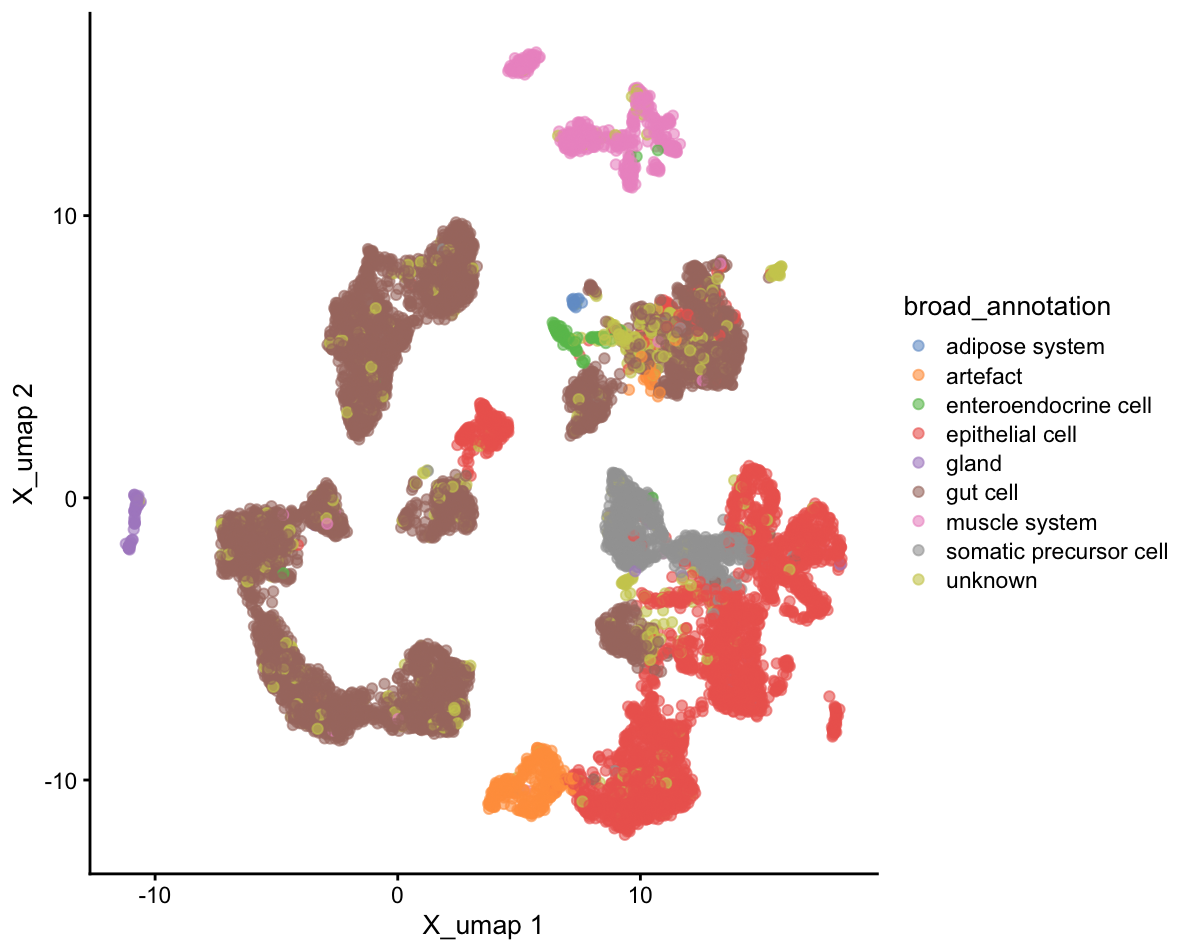 X_umap 2
10
0
-10
-10
0
10
X_umap 1
broad_annotation
adipose system
artefact
enteroendocrine cell
epithelial cell
gland
gut cell
muscle system
somatic precursor cell
unknown